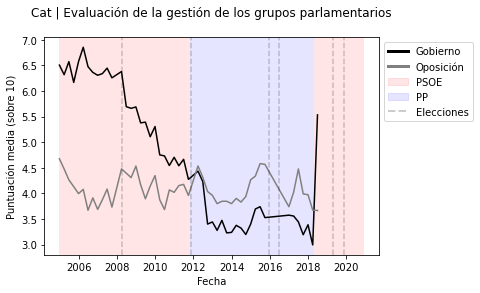 Cat | Evaluación de la gestión de los grupos parlamentarios
Puntuación media (sobre 10)
7.0
6.5
6.0
5.5
5.0
4.5
4.0
3.5
3.0
2006
2008
2010
2012
2014
2016
2018
2020
Fecha
Gobierno
Oposición
PSOE
PP
Elecciones